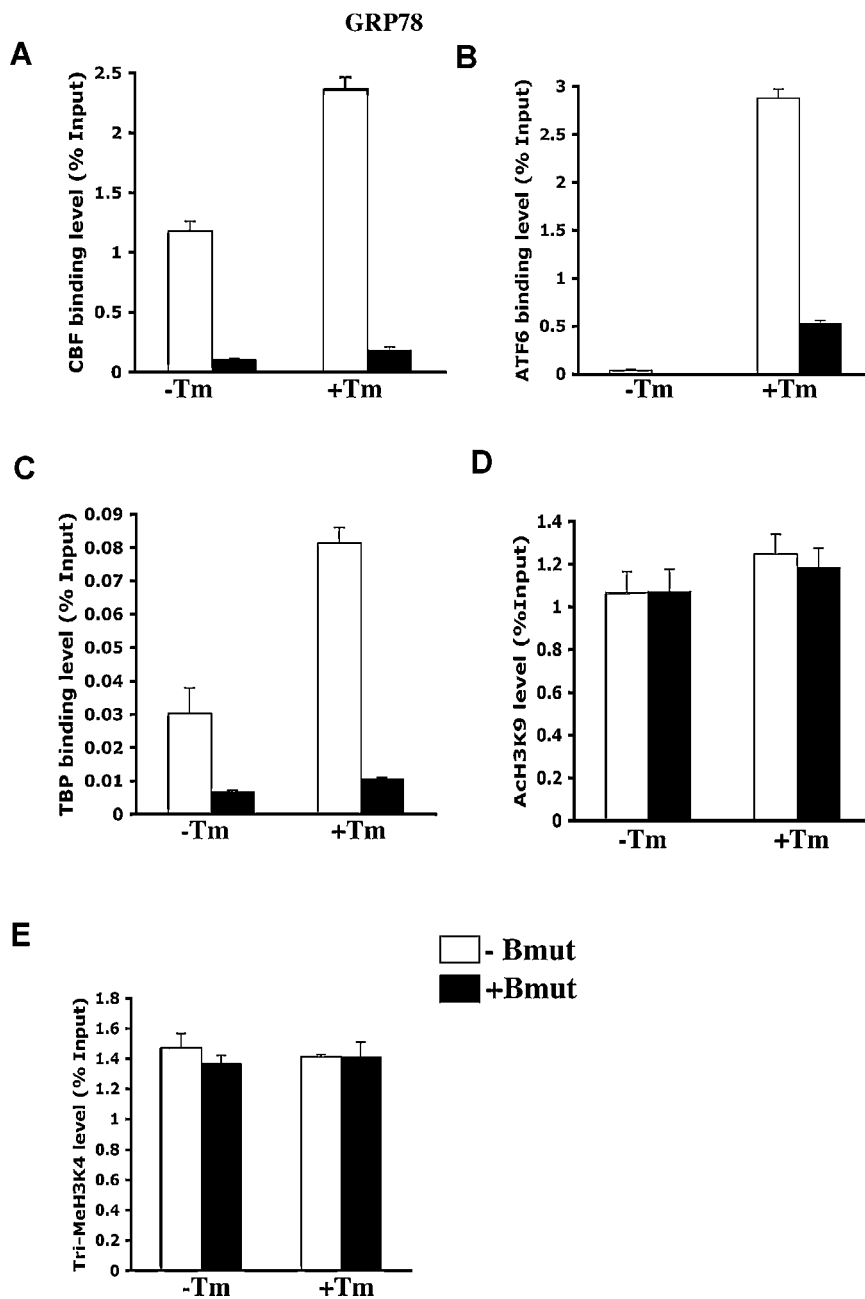 GRP78
A
CBF binding level (% Input)
2.5
2
1.5
1
0.5
0
-Tm
+Tm
B
ATF6 binding level (% Input)
3
2.5
2
1.5
1
0.5
0
-Tm
+Tm
C
TBP binding level (% Input)
0.09
0.08
0.07
0.06
0.05
0.04
0.03
0.02
0.01
0
-Tm
+Tm
D
AcH3K9 level (%Input)
1.4
1.2
1
0.8
0.6
0.4
0.2
0
-Tm
+Tm
E
Tri-MeH3K4 level (% Input)
1.8
1.6
1.4
1.2
1
0.8
0.6
0.4
0.2
0
-Tm
+Tm
- Bmut
+Bmut